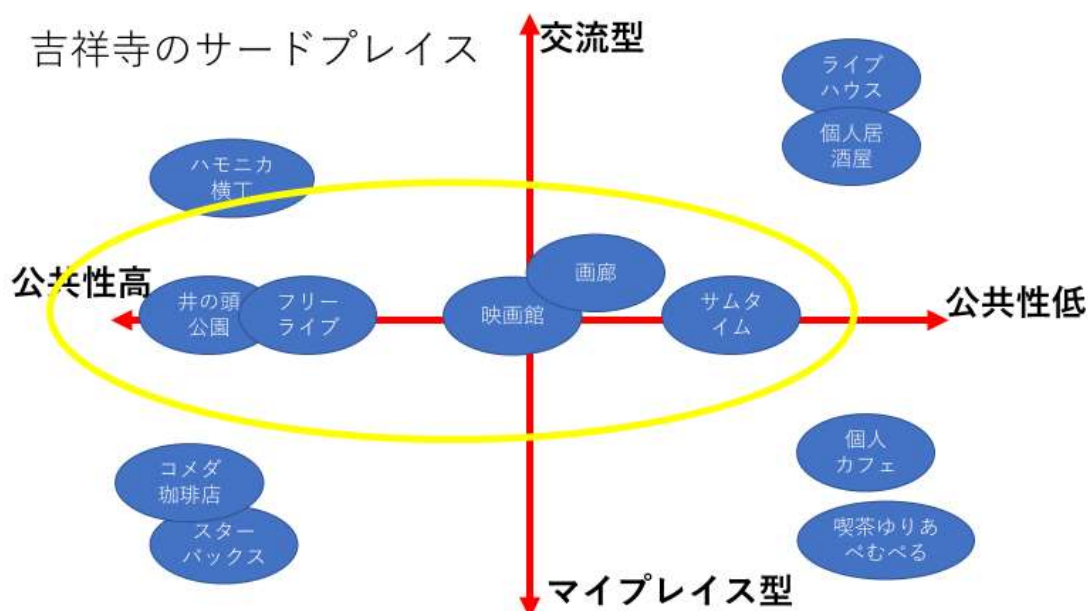 吉祥寺のサードプレイス
交流型
ライブ
ハウス
個人居
酒屋
ハモニカ
横丁
公共性高
井の頭
公園
フリー
ライブ
映画館
画廊
サムタ
イム
公共性低
個人
カフェ
コメダ
珈琲店
スター
バックス
喫茶ゆりあ
ぺむぺる
マイプレイス型